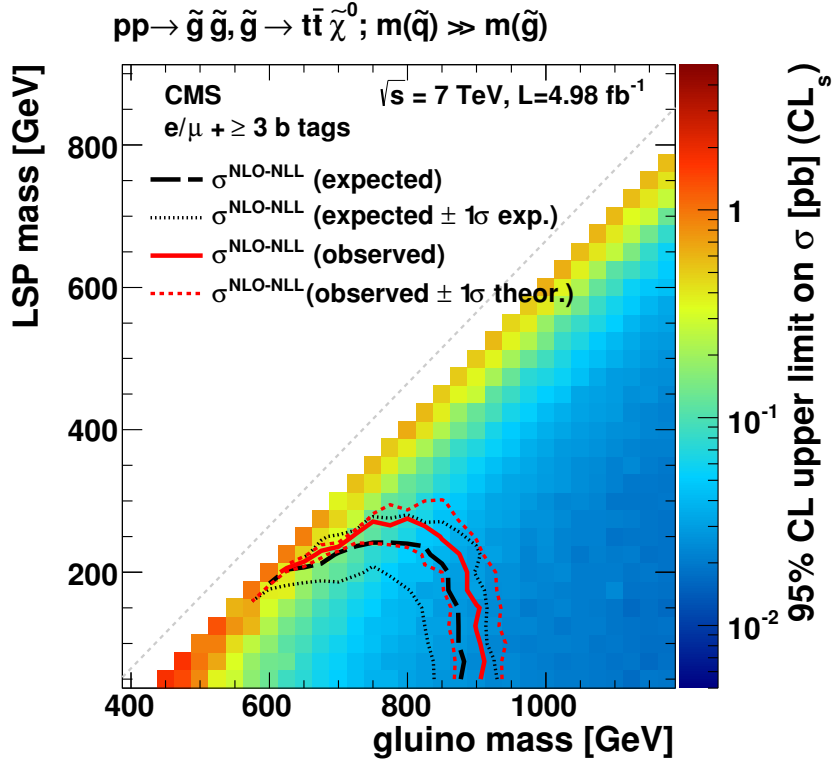 pp→ g̃ g̃, g̃ → tt̄ χ̃⁰; m(q̃) >> m(g̃)
CMS √s = 7 TeV, L=4.98 fb⁻¹
e/μ + ≥ 3 b tags
σ^NLO-NLL (expected)
σ^NLO-NLL (expected ± 1σ exp.)
σ^NLO-NLL (observed)
σ^NLO-NLL (observed ± 1σ theor.)
LSP mass [GeV]
800
600
400
200
400 600 800 1000
gluino mass [GeV]
1
10⁻¹
10⁻²
95% CL upper limit on σ [pb] (CLₛ)